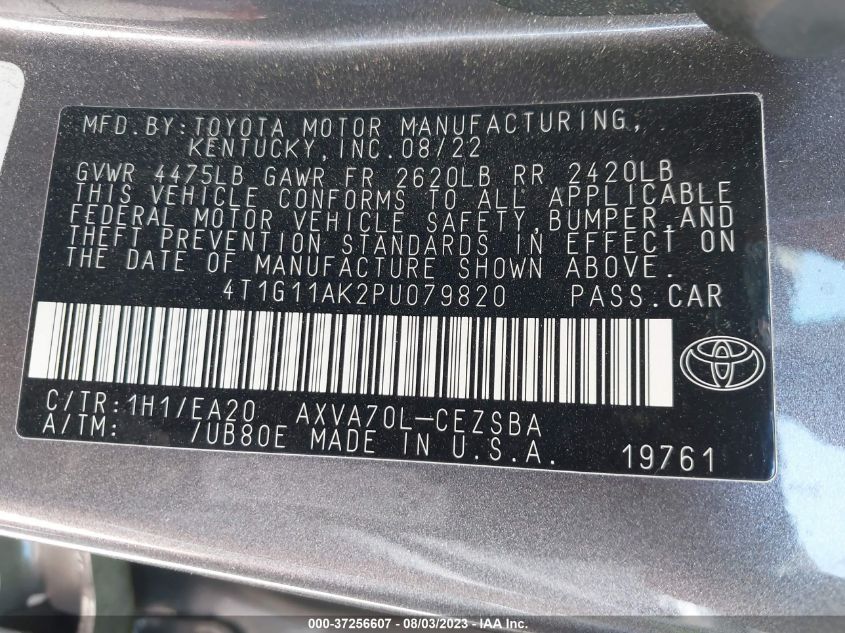 MFD.BY:TOYOTA MOTOR MANUFACTURING,
KENTUCKY,INC.08/22
GVWR 4475LB GAWR FR 2620LB RR 2420LB
THIS VEHICLE CONFORMS TO ALL APPLICABLE
FEDERAL MOTOR VEHICLE SAFETY,BUMPER,AND
THEFT PREVENTION STANDARDS IN EFFECT ON
THE DATE OF MANUFACTURE SHOWN ABOVE.
4T1G11AK2PU079820 PASS.CAR
C/TR:1H1/EA20 AXVA70L-CEZSBA
A/TM: /UB80E MADE IN U.S.A. 19761
000-37256607 - 08/03/2023 - IAAI.COM